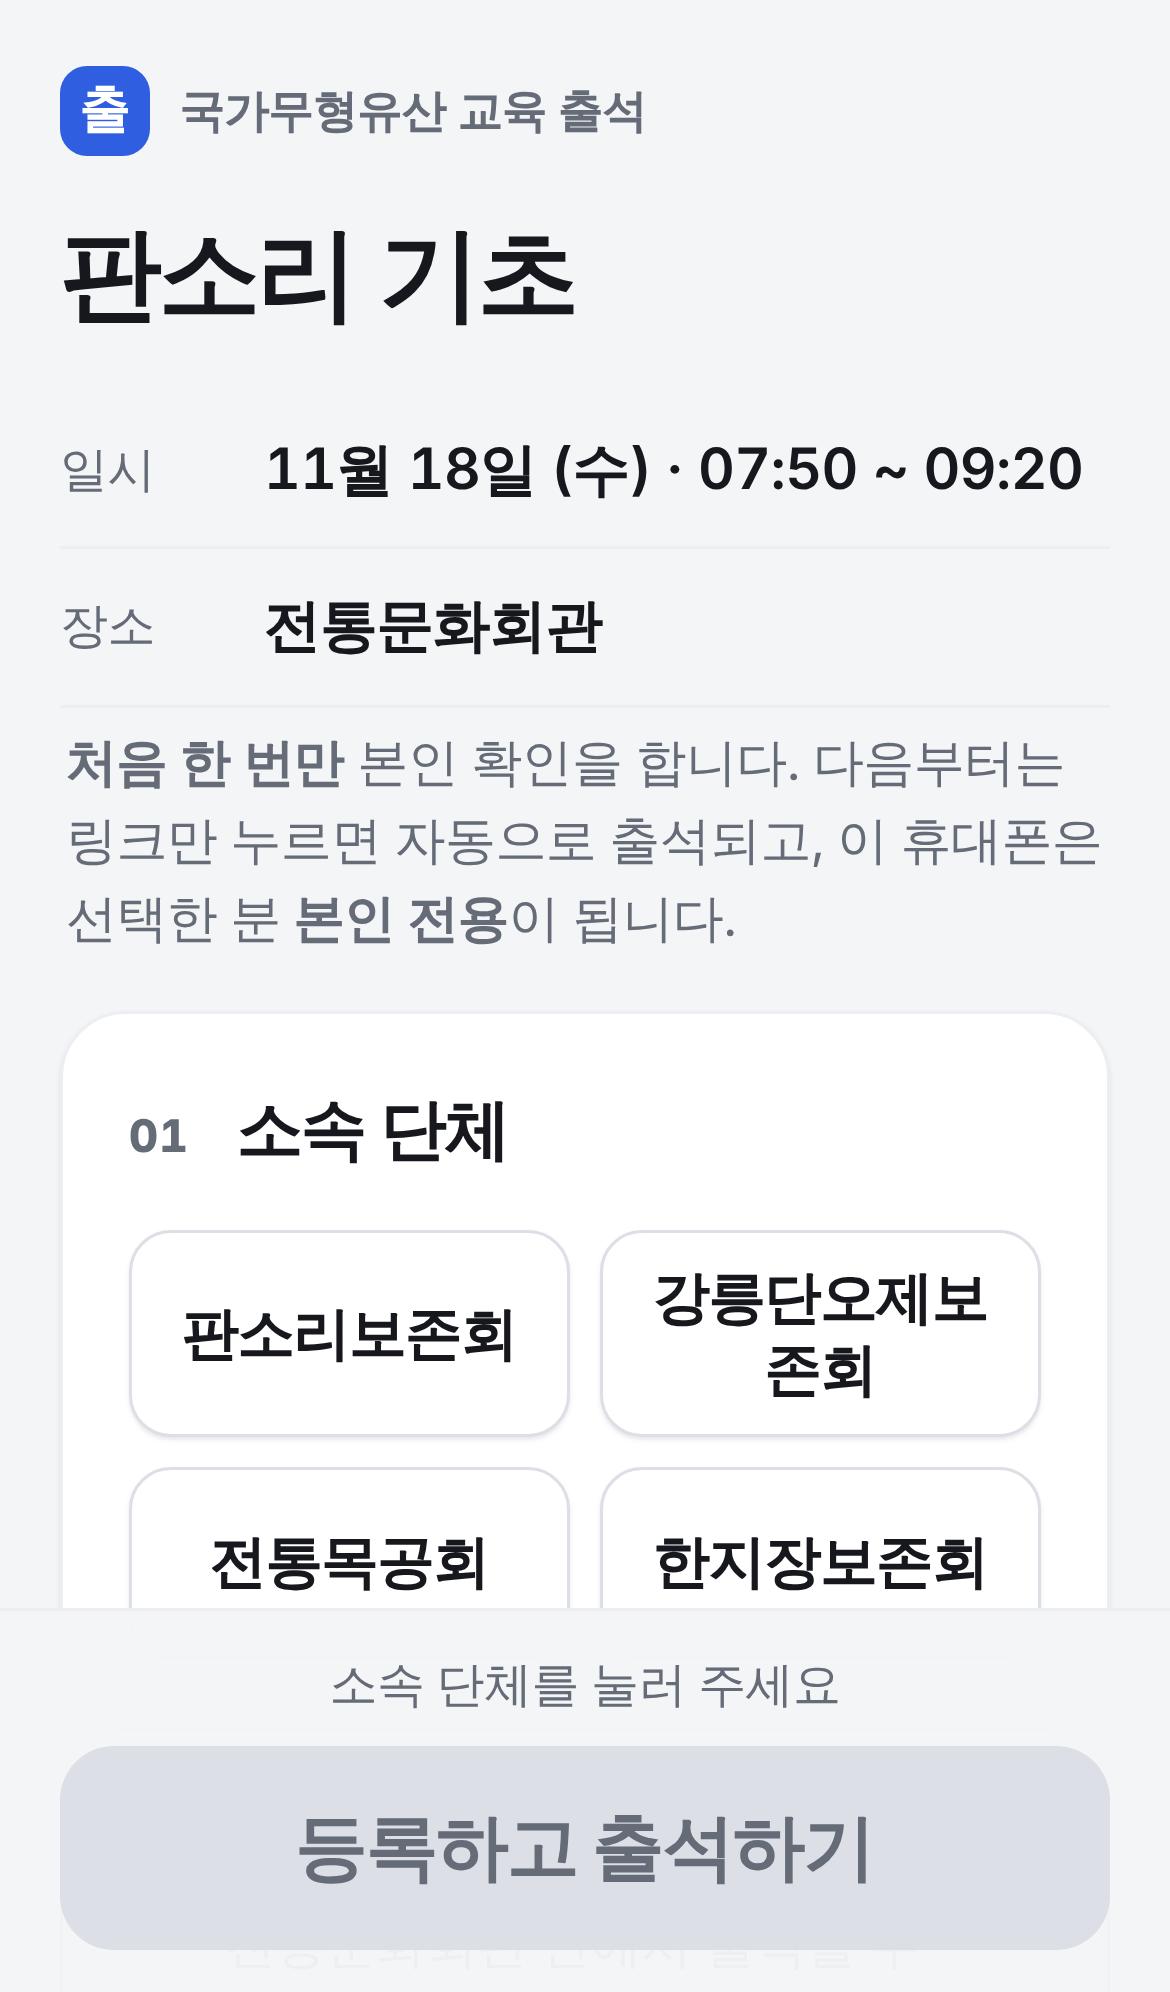 출 국가무형유산 교육 출석
판소리 기초
일시 11월 18일 (수) · 07:50 ~ 09:20
장소 전통문화회관
처음 한 번만 본인 확인을 합니다. 다음부터는
링크만 누르면 자동으로 출석되고, 이 휴대폰은
선택한 분 본인 전용이 됩니다.
01 소속 단체
판소리보존회
강릉단오제보
존회
전통목공회
한지장보존회
소속 단체를 눌러 주세요
등록하고 출석하기